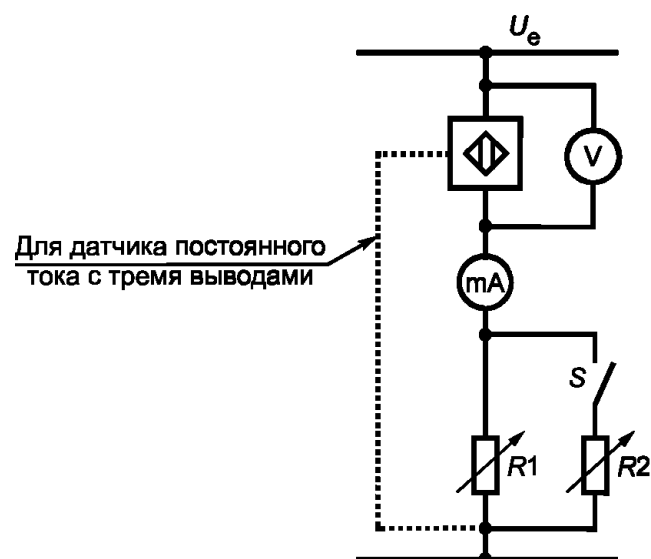 Ue
V
Для датчика постоянного
тока с тремя выводами
mA
S
R1
R2